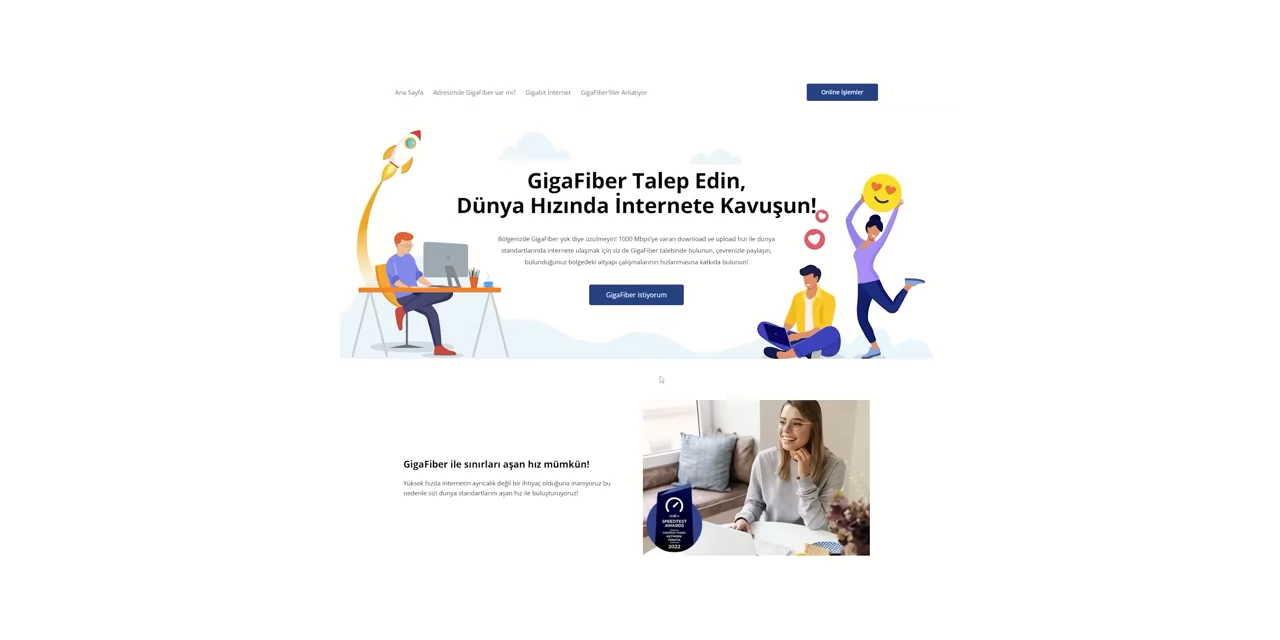 Ana Sayfa Adresimde GigaFiber var mı? Gigabit İnternet GigaFiber'liler Anlatıyor
Online İşlemler
GigaFiber Talep Edin,
Dünya Hızında İnternete Kavuşun!
Bölgenizde GigaFiber yok diye üzülmeyin! 1000 Mbps'ye varan download ve upload hızı ile dünya
standartlarında internete ulaşmak için siz de GigaFiber talebinde bulunun, çevrenizle paylaşın,
bulunduğunuz bölgedeki altyapı çalışmalarının hızlanmasına katkıda bulunun!
GigaFiber istiyorum
GigaFiber ile sınırları aşan hız mümkün!
Yüksek hızda internetin ayrıcalık değil bir ihtiyaç olduğuna inanıyoruz bu
nedenle sizi dünya standartlarını aşan hız ile buluşturuyoruz!
SPEEDTEST
AWARDS
2022